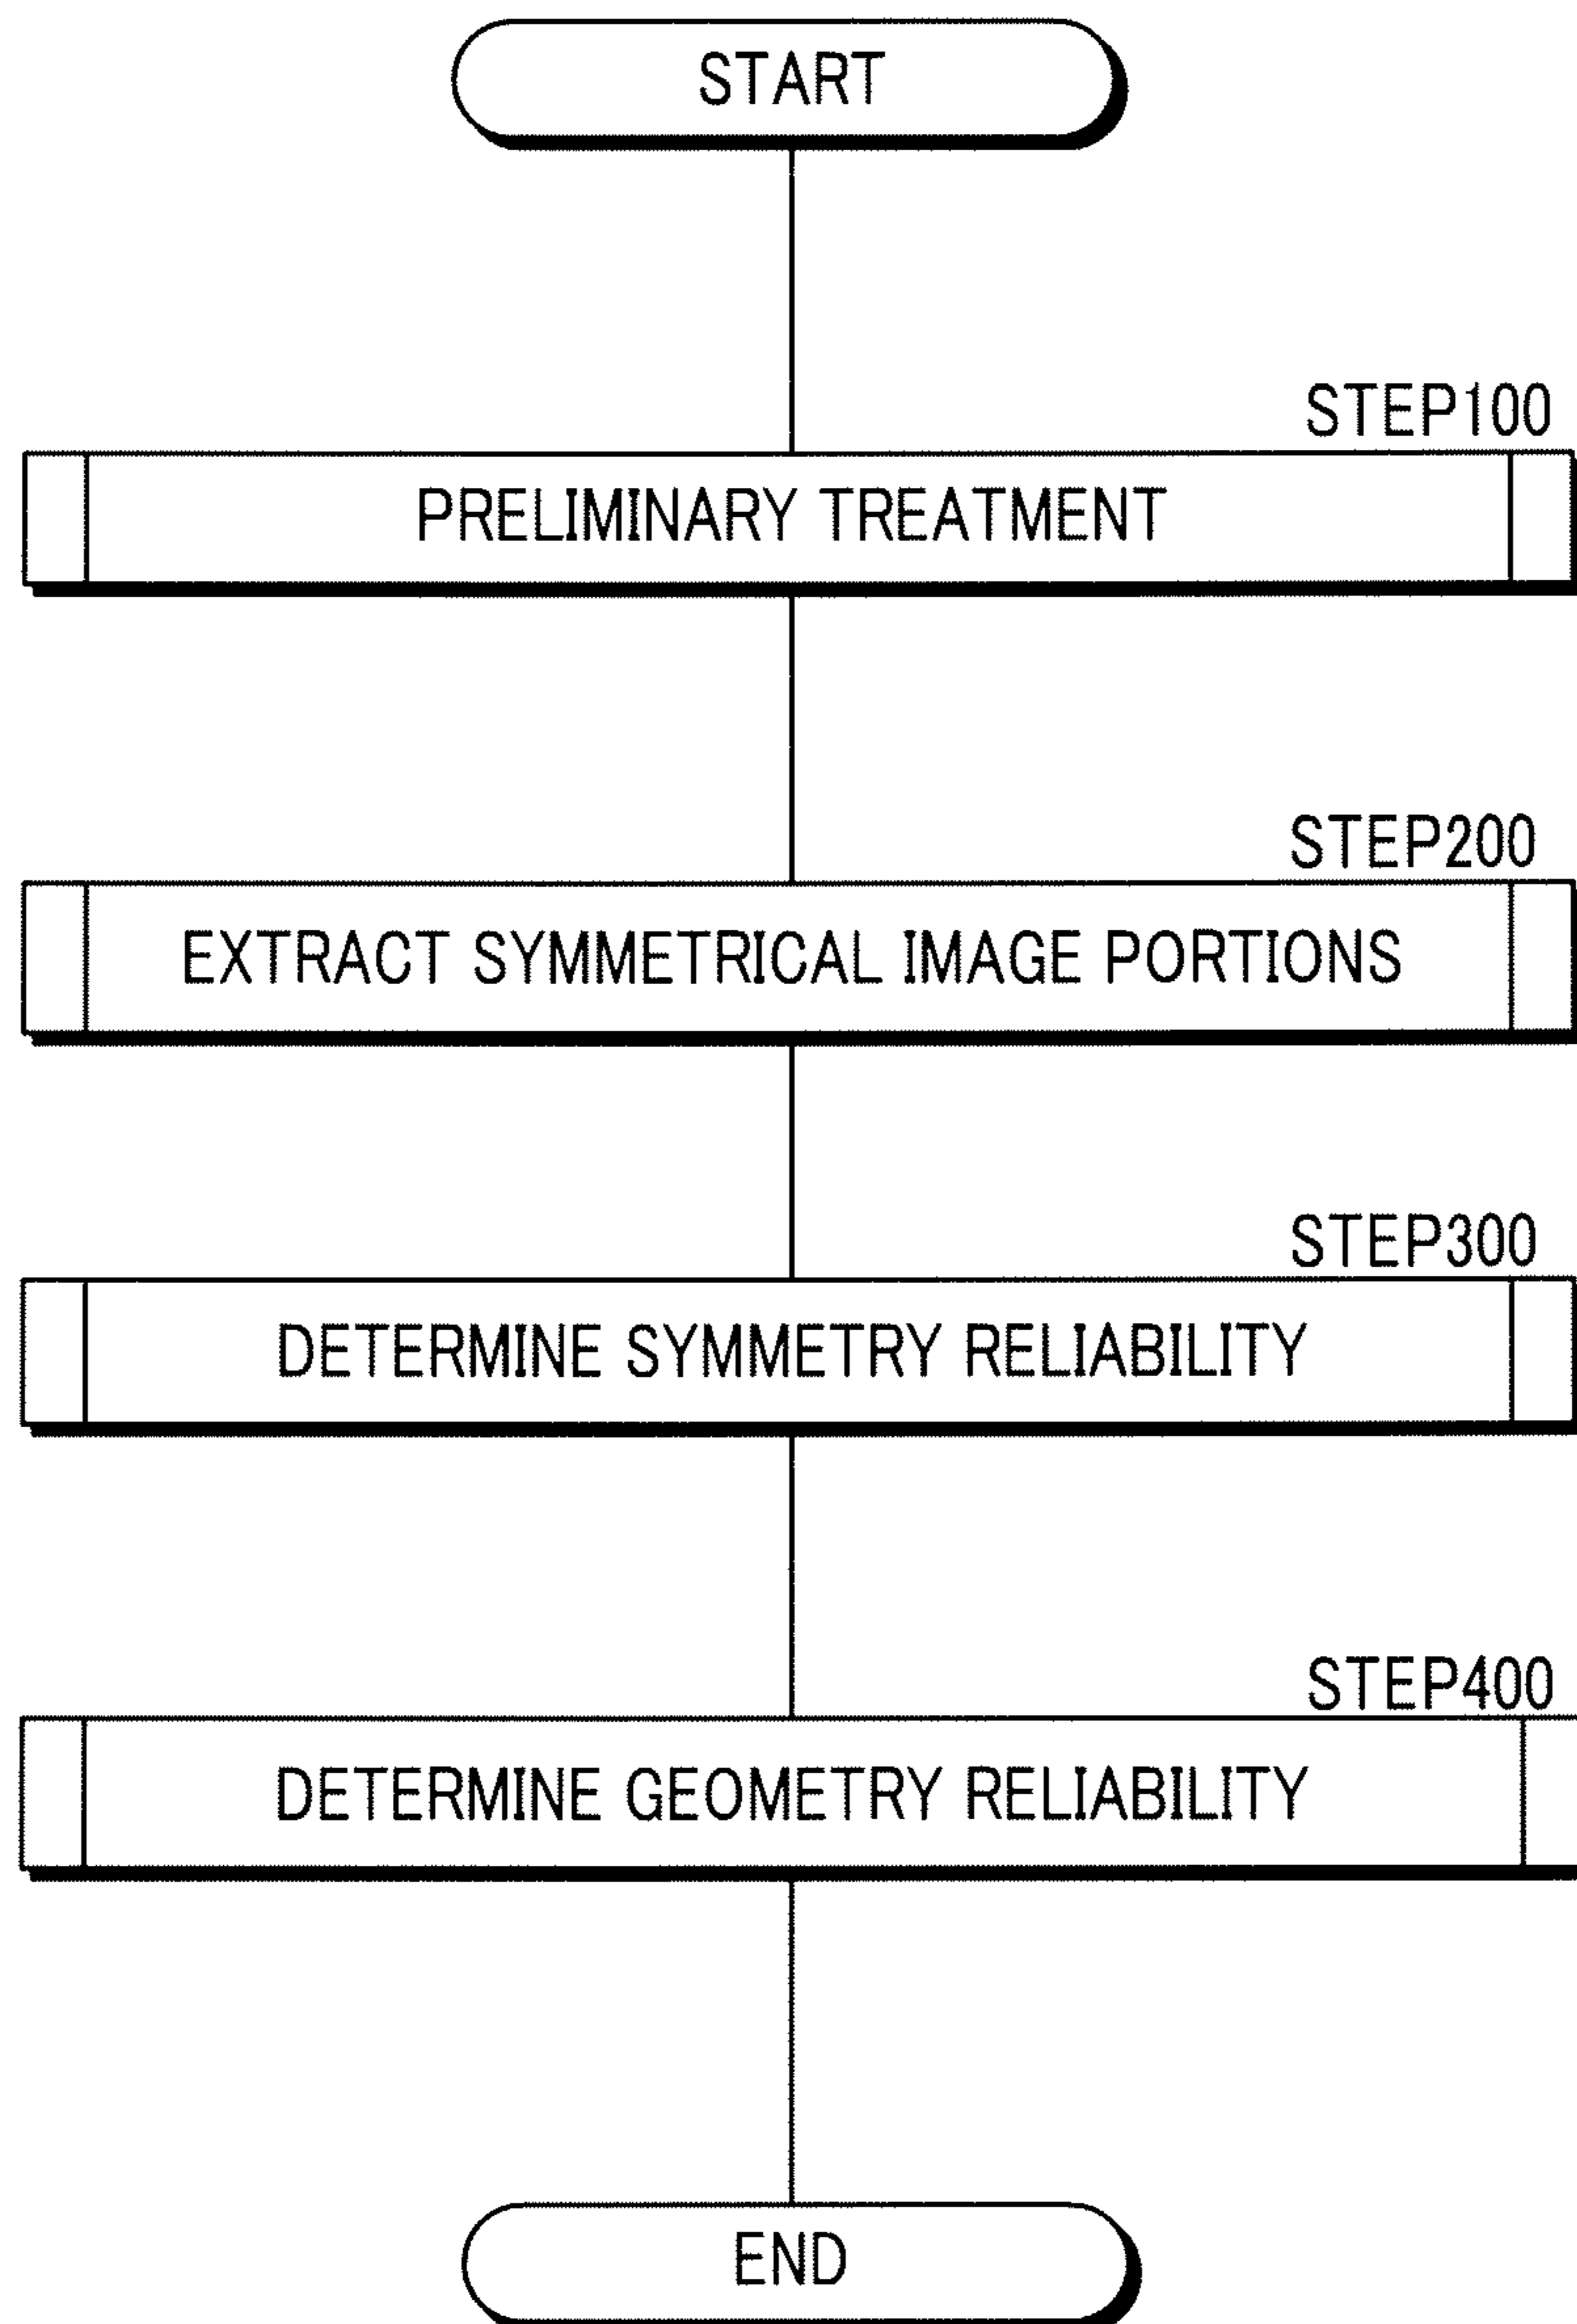 START
STEP100
PRELIMINARY TREATMENT
STEP200
EXTRACT SYMMETRICAL IMAGE PORTIONS
STEP300
DETERMINE SYMMETRY RELIABILITY
STEP400
DETERMINE GEOMETRY RELIABILITY
END